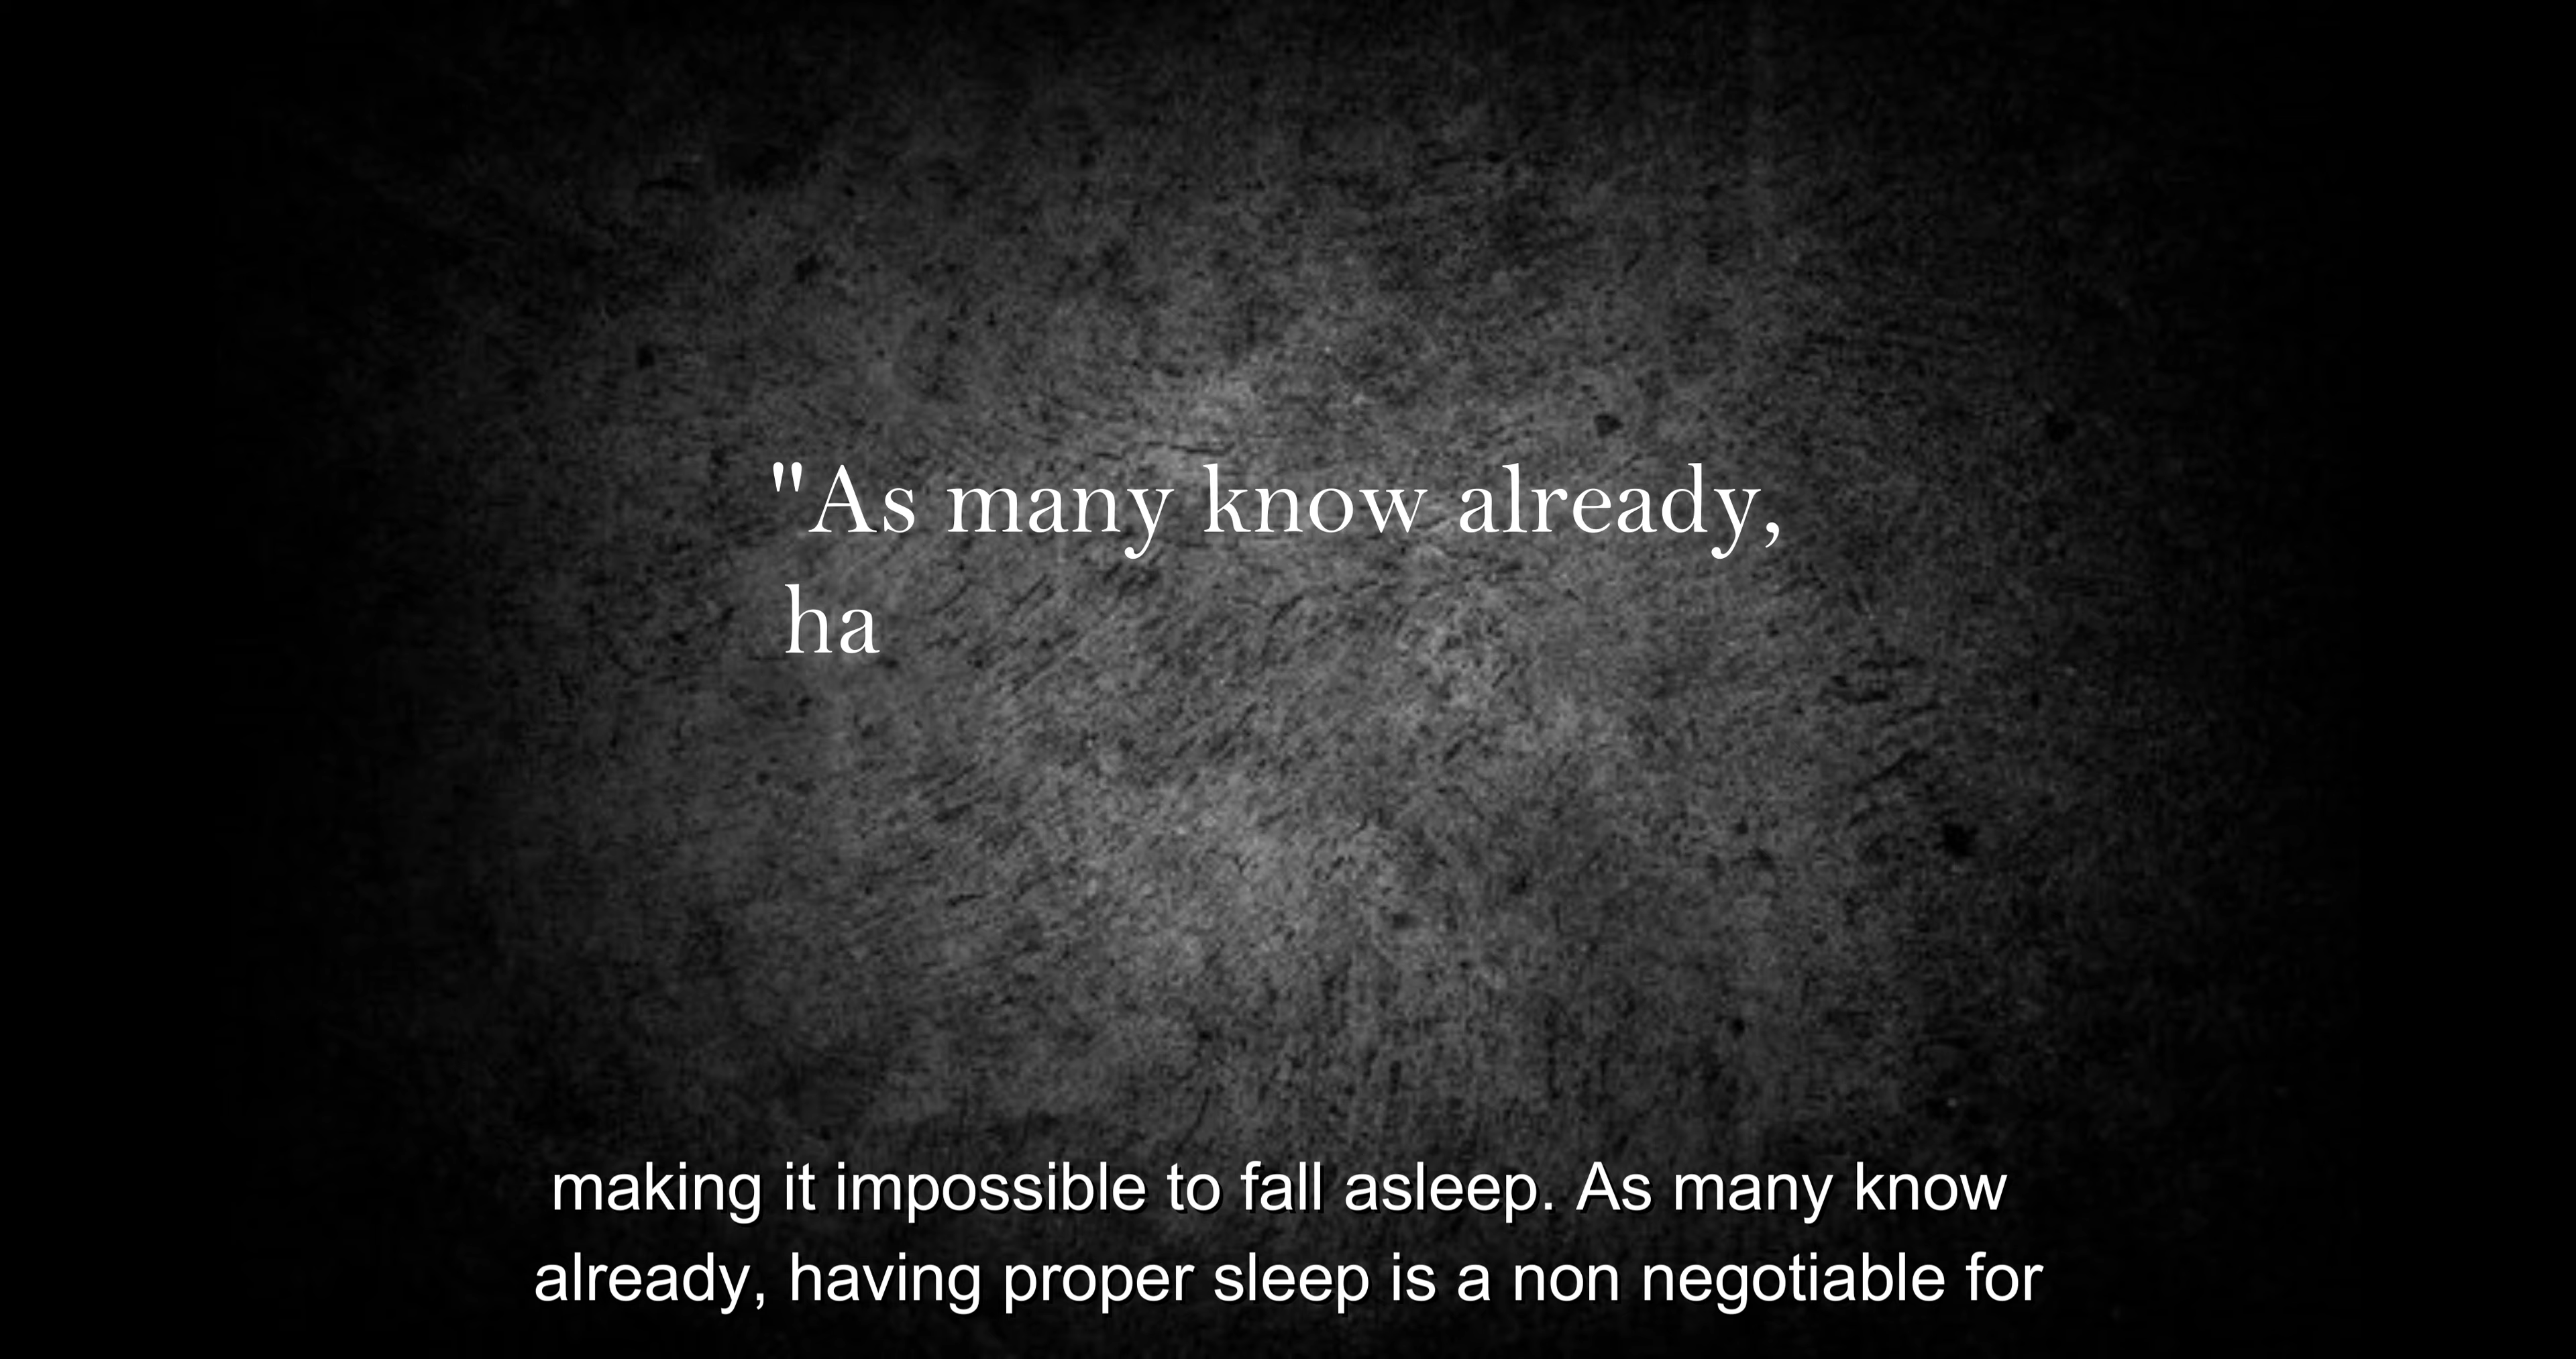 "As many know already,
ha
making it impossible to fall asleep. As many know
already, having proper sleep is a non negotiable for